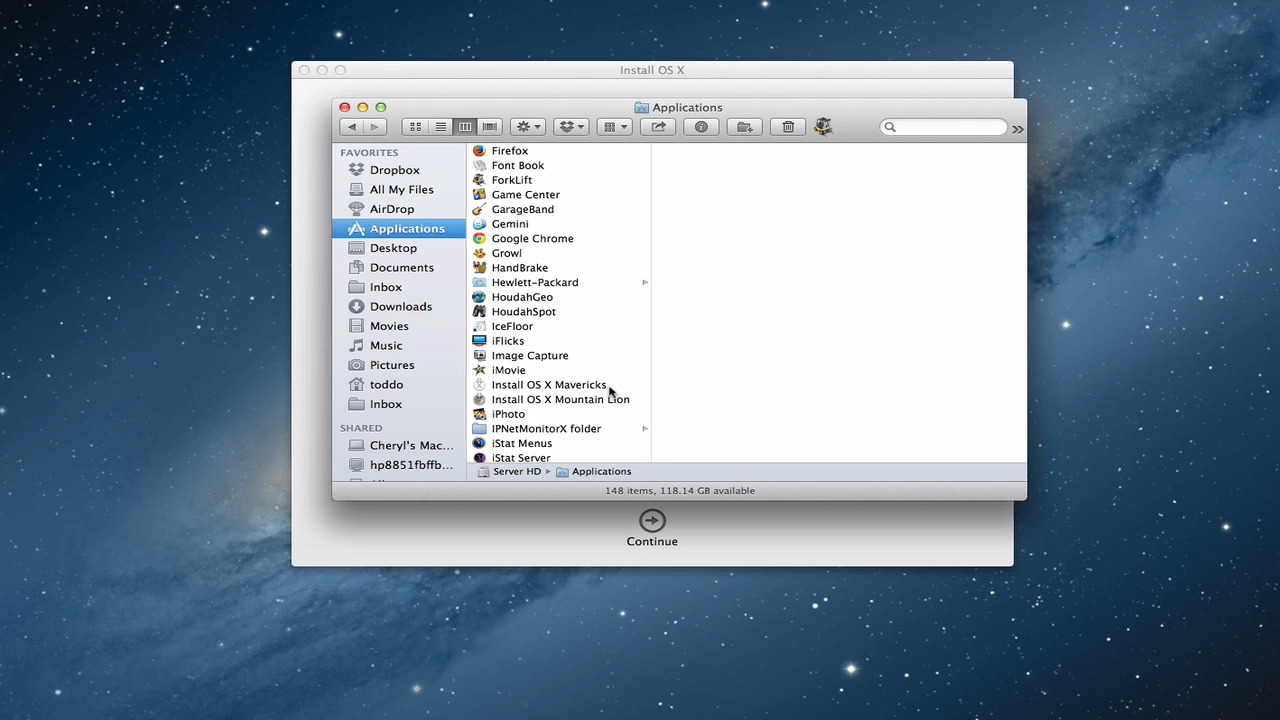 Install OS X
Applications
FAVORITES
Dropbox
All My Files
AirDrop
Applications
Desktop
Documents
Inbox
Downloads
Movies
Music
Pictures
toddo
Inbox
SHARED
Cheryl's Mac...
hp8851fbffb...
Firefox
Font Book
ForkLift
Game Center
GarageBand
Gemini
Google Chrome
Growl
HandBrake
Hewlett-Packard
HoudahGeo
HoudahSpot
IceFloor
iFlicks
Image Capture
iMovie
Install OS X Mavericks
Install OS X Mountain Lion
iPhoto
IPNetMonitorX folder
iStat Menus
iStat Server
Server HD Applications
148 items, 118.14 GB available
Continue